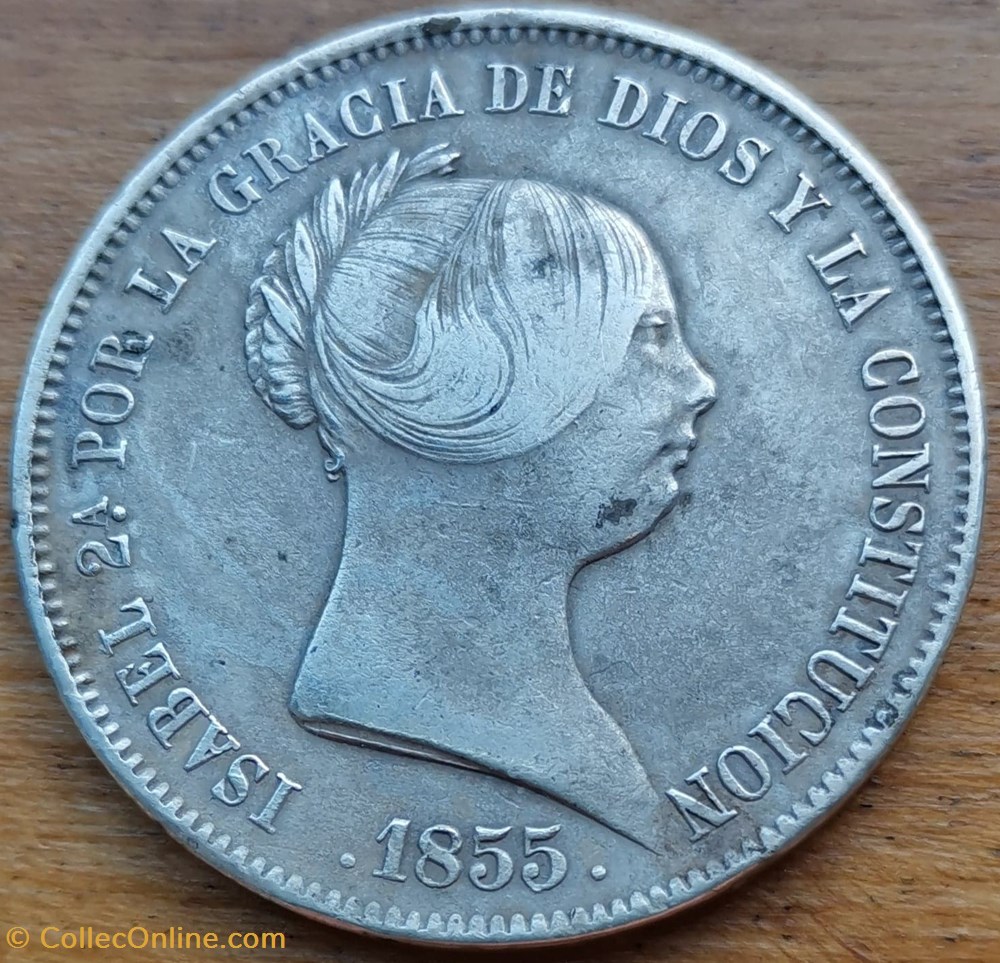 ISABEL 2ª. POR LA GRACIA DE DIOS Y LA CONSTITUCION
· 1855 ·
© CollecOnline.com